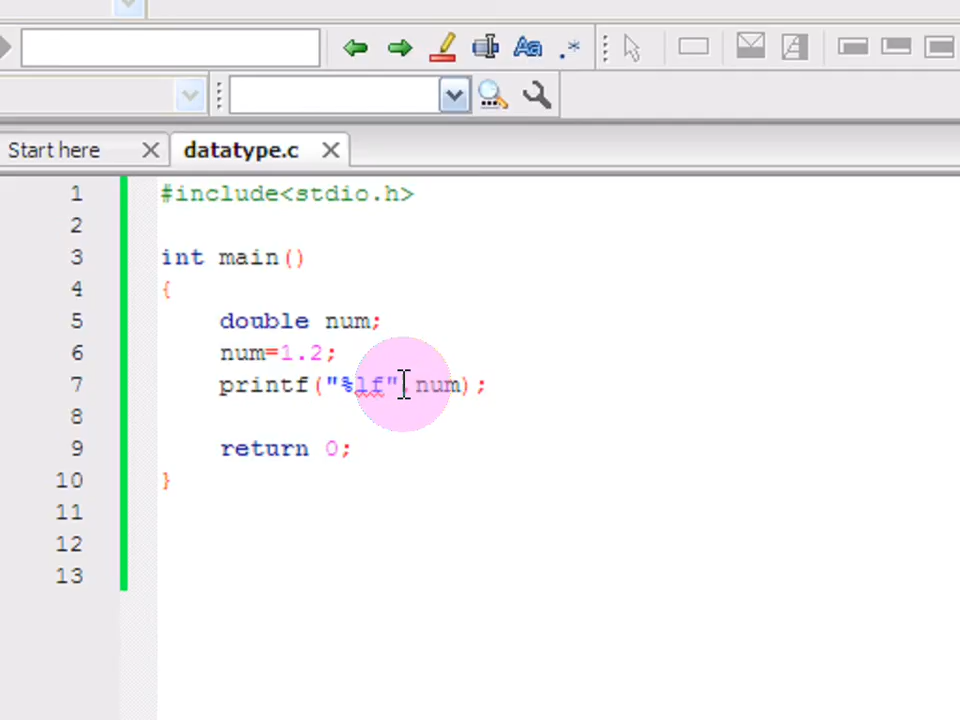 Start here
datatype.c
1 #include<stdio.h>
2
3 int main()
4 {
5 double num;
6 num=1.2;
7 printf("%lf",num);
8
9 return 0;
10 }
11
12
13